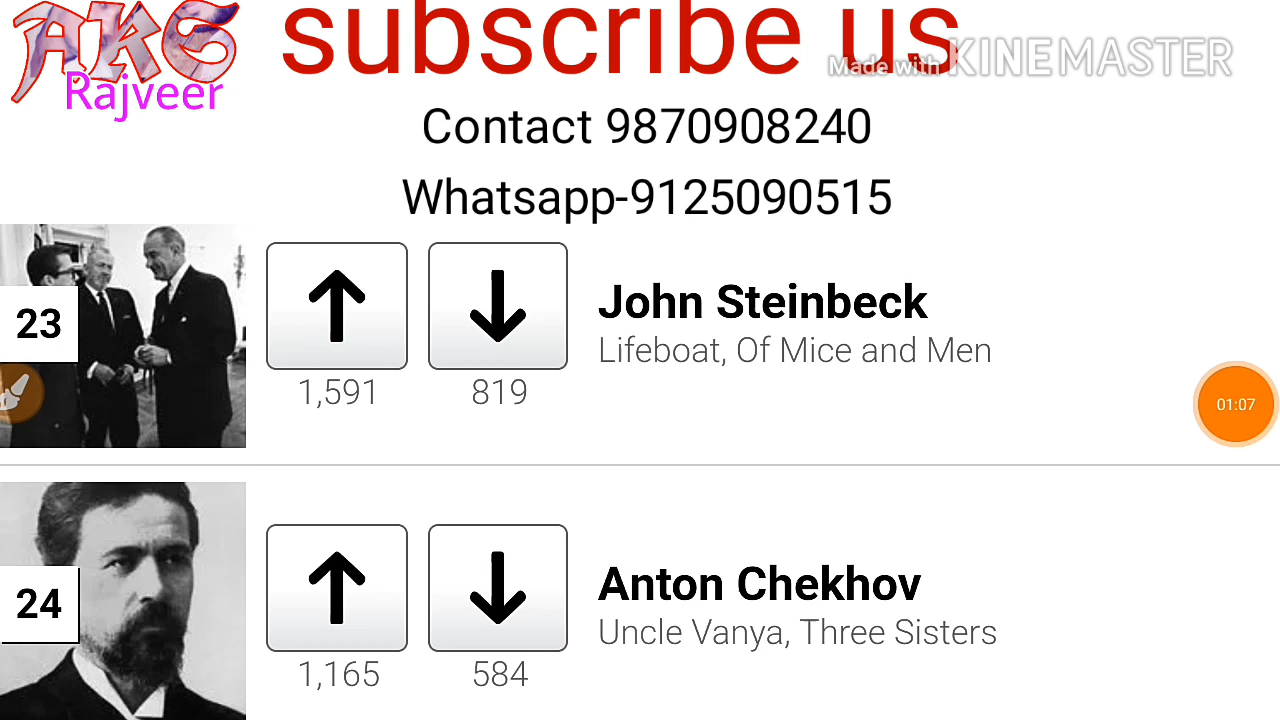 AKG
Rajveer
subscribe us
Made with KINEMASTER
Contact 9870908240
Whatsapp-9125090515
23
John Steinbeck
Lifeboat, Of Mice and Men
1,591
819
01:07
24
Anton Chekhov
Uncle Vanya, Three Sisters
1,165
584